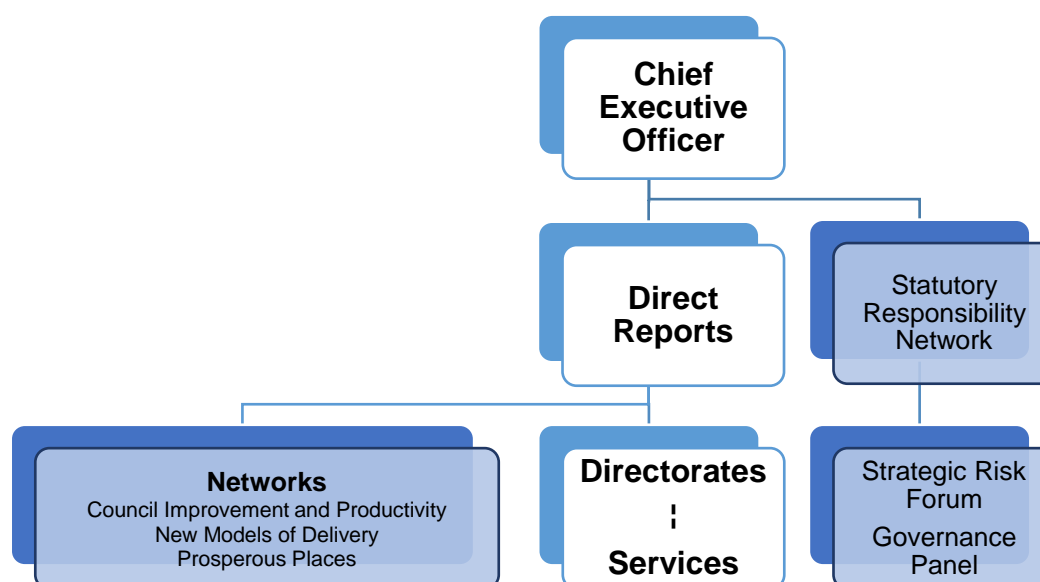 Chief
Executive
Officer
Direct
Reports
Statutory
Responsibility
Network
Networks
Council Improvement and Productivity
New Models of Delivery
Prosperous Places
Directorates
Services
Strategic Risk
Forum
Governance
Panel